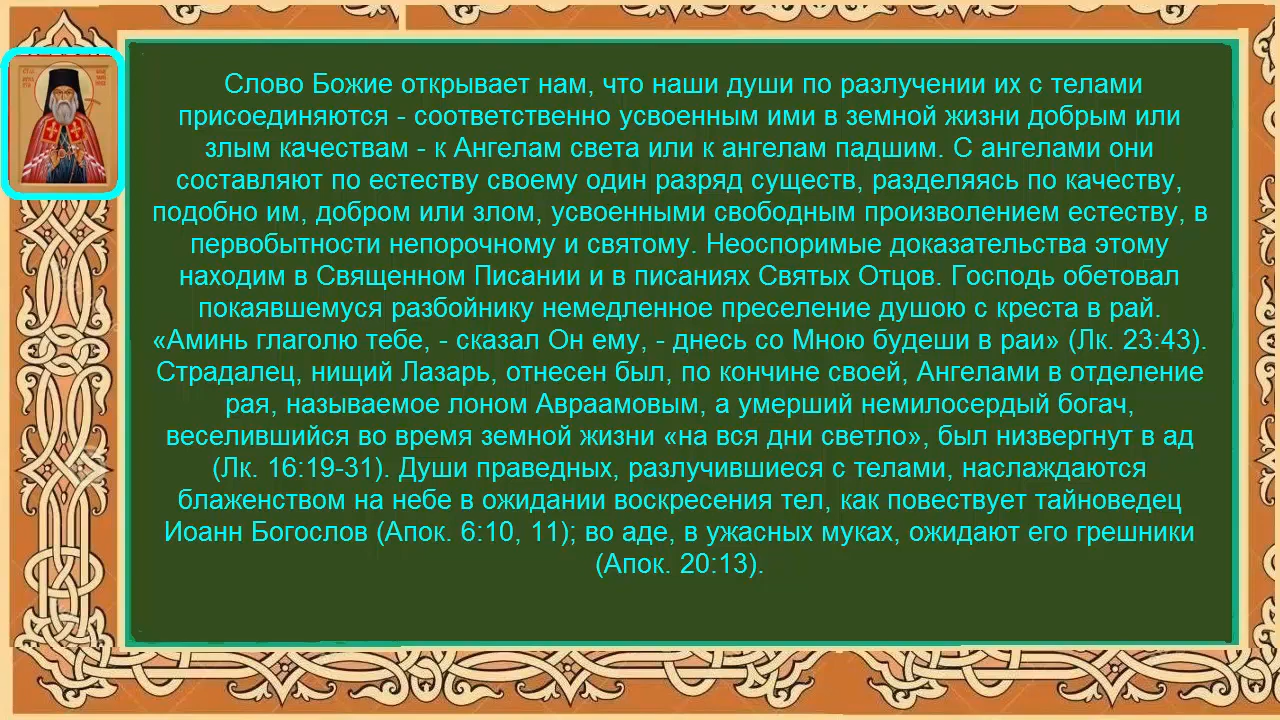 Слово Божие открывает нам, что наши души по разлучении их с телами
присоединяются - соответственно усвоенным ими в земной жизни добрым или
злым качествам - к Ангелам света или к ангелам падшим. С ангелами они
составляют по естеству своему один разряд существ, разделяясь по качеству,
подобно им, добром или злом, усвоенными свободным произволением естеству, в
первобытности непорочному и святому. Неоспоримые доказательства этому
находим в Священном Писании и в писаниях Святых Отцов. Господь обетовал
покаявшемуся разбойнику немедленное преселение душою с креста в рай.
«Аминь глаголю тебе, - сказал Он ему, - днесь со Мною будеши в раи» (Лк. 23:43).
Страдалец, нищий Лазарь, отнесен был, по кончине своей, Ангелами в отделение
рая, называемое лоном Авраамовым, а умерший немилосердый богач,
веселившийся во время земной жизни «на вся дни светло», был низвергнут в ад
(Лк. 16:19-31). Души праведных, разлучившиеся с телами, наслаждаются
блаженством на небе в ожидании воскресения тел, как повествует тайноведец
Иоанн Богослов (Апок. 6:10, 11); во аде, в ужасных муках, ожидают его грешники
(Апок. 20:13).